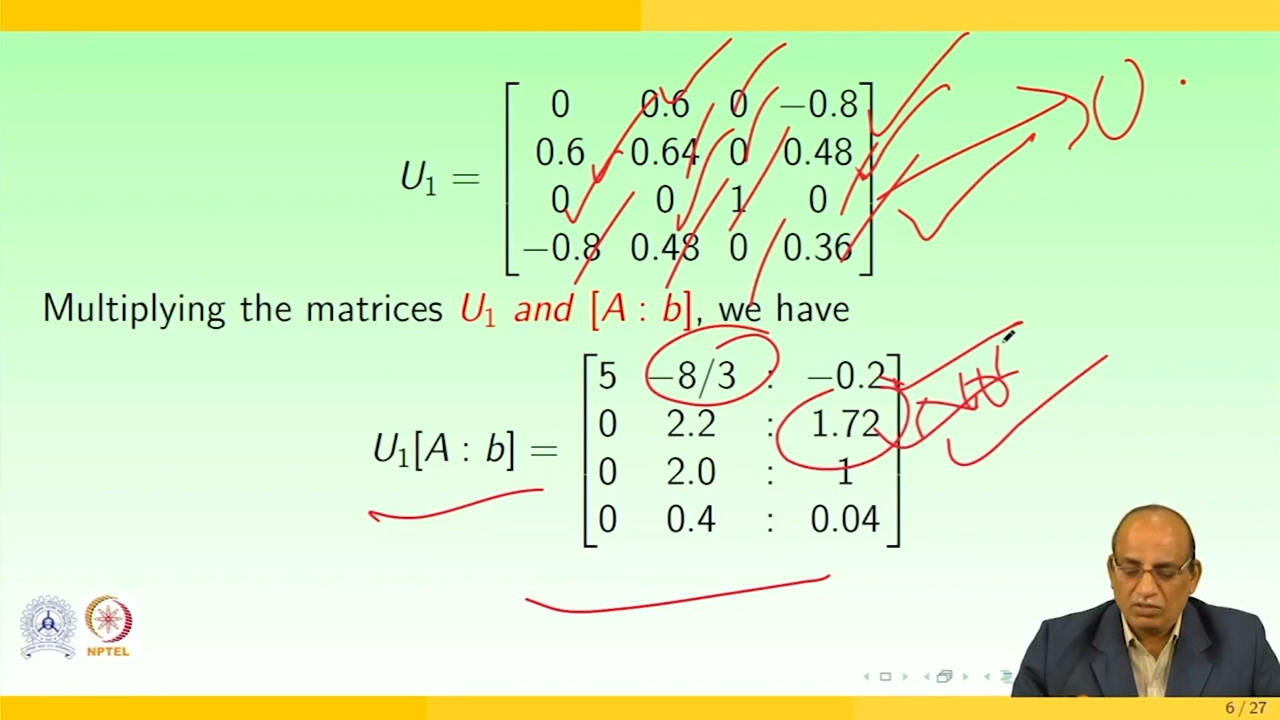 0 0.6 0 −0.8
0.6 0.64 0 0.48
U1 =
0 0 1 0
−0.8 0.48 0 0.36
0
Multiplying the matrices U1 and [A : b], we have
5 −8/3 : −0.2
0 2.2 : 1.72
U1[A : b] =
0 2.0 : 1
0 0.4 : 0.04
NPTEL
6 / 27